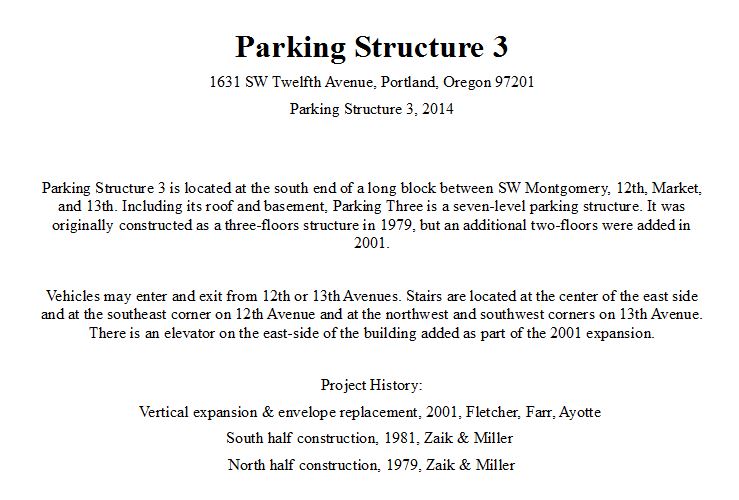 Parking Structure 3
1631 SW Twelfth Avenue, Portland, Oregon 97201
Parking Structure 3, 2014
Parking Structure 3 is located at the south end of a long block between SW Montgomery, 12th, Market,
and 13th. Including its roof and basement, Parking Three is a seven-level parking structure. It was
originally constructed as a three-floors structure in 1979, but an additional two-floors were added in
2001.
Vehicles may enter and exit from 12th or 13th Avenues. Stairs are located at the center of the east side
and at the southeast corner on 12th Avenue and at the northwest and southwest corners on 13th Avenue.
There is an elevator on the east-side of the building added as part of the 2001 expansion.
Project History:
Vertical expansion & envelope replacement, 2001, Fletcher, Farr, Ayotte
South half construction, 1981, Zaik & Miller
North half construction, 1979, Zaik & Miller